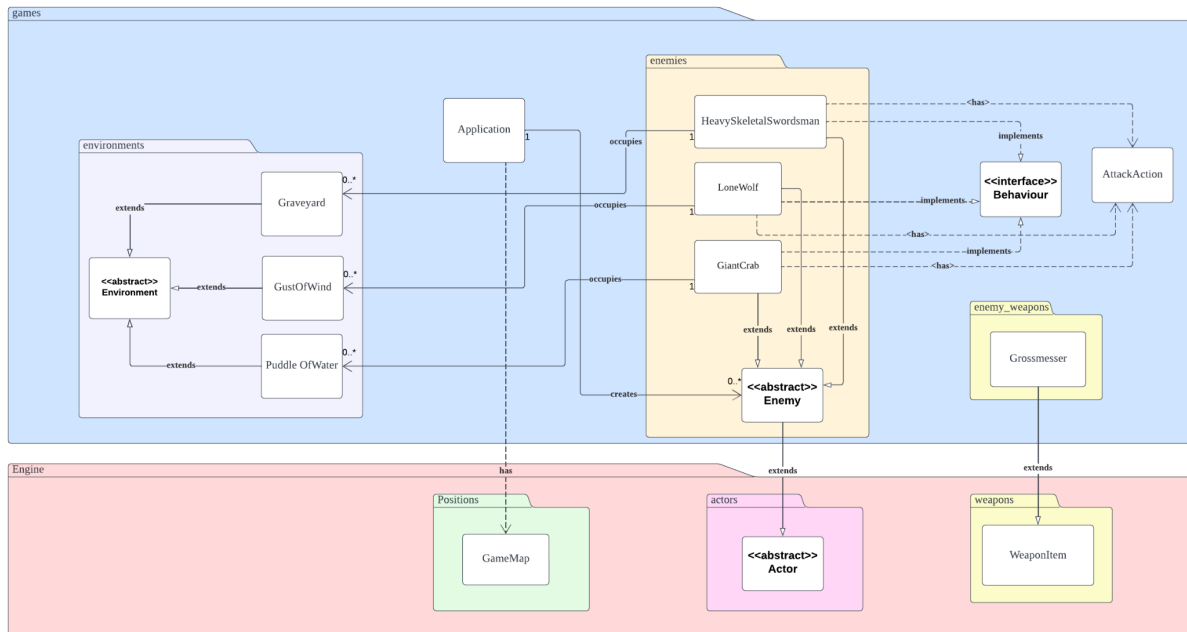 games
enemies
<has>
HeavySkeletalSwordsman
Application
1
occupies
1
implements
environments
<<interface>>
Behaviour
AttackAction
0..*
Graveyard
LoneWolf
extends
occupies
1
implements
<has>
implements
GiantCrab
<has>
<<abstract>>
Environment
0..*
extends
GustOfWind
occupies
1
enemy_weapons
extends
extends
extends
Grossmesser
0..*
extends
Puddle OfWater
0..*
<<abstract>>
Enemy
creates
Engine
has
extends
extends
Positions
actors
weapons
GameMap
<<abstract>>
Actor
WeaponItem